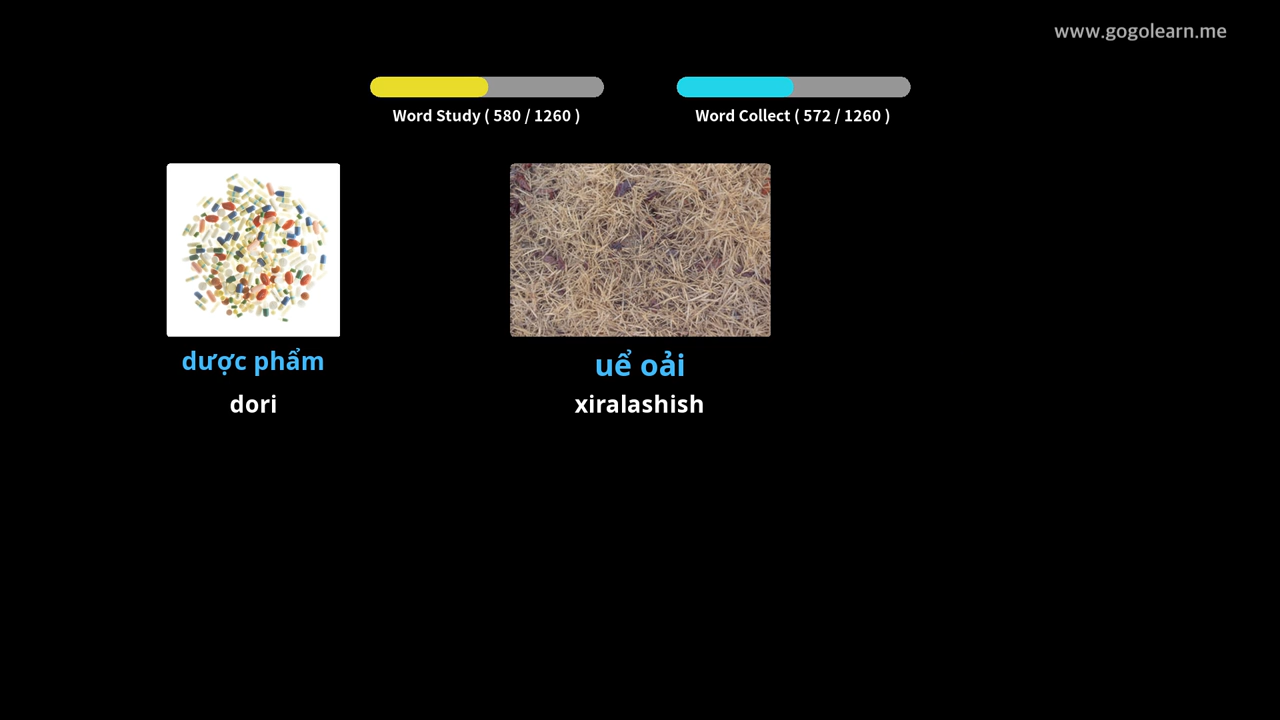 www.gogolearn.me
Word Study ( 580 / 1260 )
Word Collect ( 572 / 1260 )
dược phẩm
dori
uể oải
xiralashish